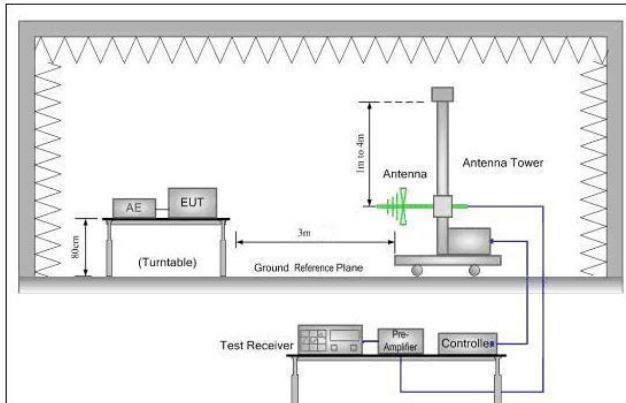 1m to 4m
Antenna
Antenna Tower
AE
EUT
80cm
(Turntable)
3m
Ground Reference Plane
Test Receiver
Pre-
Amplifier
Controller